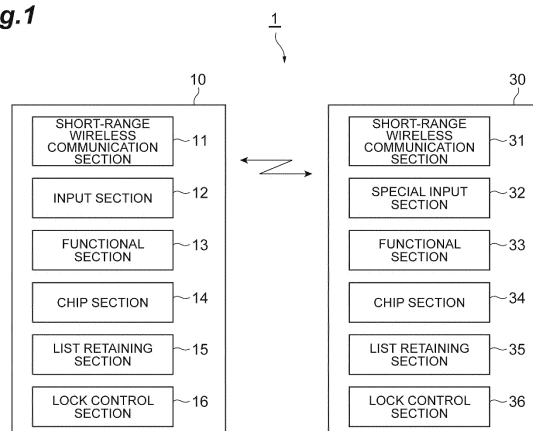 g.1
1
10
30
SHORT-RANGE
WIRELESS
COMMUNICATION
SECTION
11
INPUT SECTION
12
FUNCTIONAL
SECTION
13
CHIP SECTION
14
LIST RETAINING
SECTION
15
LOCK CONTROL
SECTION
16
SHORT-RANGE
WIRELESS
COMMUNICATION
SECTION
31
SPECIAL INPUT
SECTION
32
FUNCTIONAL
SECTION
33
CHIP SECTION
34
LIST RETAINING
SECTION
35
LOCK CONTROL
SECTION
36